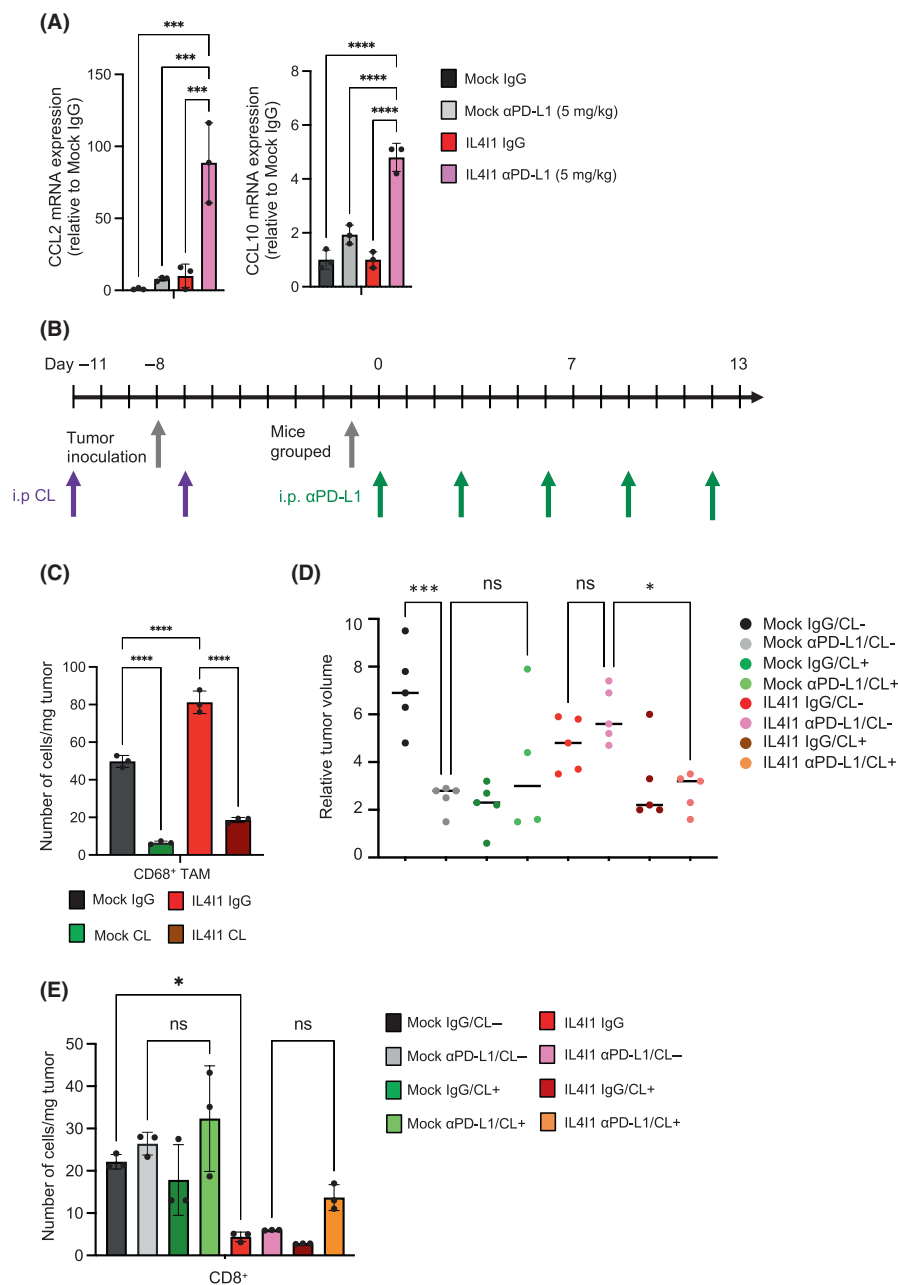 (A)
CCL2 mRNA expression
(relative to Mock IgG)
150
100
50
0
***
***
***
CCL10 mRNA expression
(relative to Mock IgG)
8
6
4
2
0
****
****
****
Mock IgG
Mock αPD-L1 (5 mg/kg)
IL4I1 IgG
IL4I1 αPD-L1 (5 mg/kg)
(B)
Day –11
–8
0
7
13
Tumor
inoculation
Mice
grouped
i.p CL
i.p. αPD-L1
(C)
Number of cells/mg tumor
100
80
60
40
20
0
****
****
****
CD68+ TAM
Mock IgG
IL4I1 IgG
Mock CL
IL4I1 CL
(D)
Relative tumor volume
10
8
6
4
2
0
***
ns
ns
*
Mock IgG/CL-
Mock αPD-L1/CL-
Mock IgG/CL+
Mock αPD-L1/CL+
IL4I1 IgG/CL-
IL4I1 αPD-L1/CL-
IL4I1 IgG/CL+
IL4I1 αPD-L1/CL+
(E)
Number of cells/mg tumor
50
40
30
20
10
0
*
ns
ns
CD8+
Mock IgG/CL–
IL4I1 IgG
Mock αPD-L1/CL–
IL4I1 αPD-L1/CL–
Mock IgG/CL+
IL4I1 IgG/CL+
Mock αPD-L1/CL+
IL4I1 αPD-L1/CL+